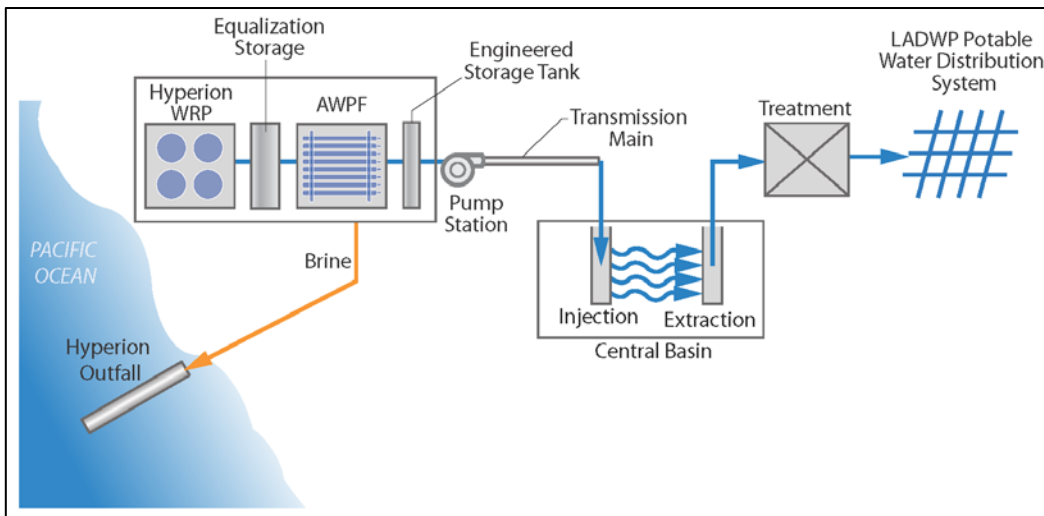 Equalization
Storage
Hyperion
WRP
AWPF
Engineered
Storage Tank
Transmission
Main
Pump
Station
Treatment
LADWP Potable
Water Distribution
System
Injection
Extraction
Central Basin
Brine
PACIFIC
OCEAN
Hyperion
Outfall